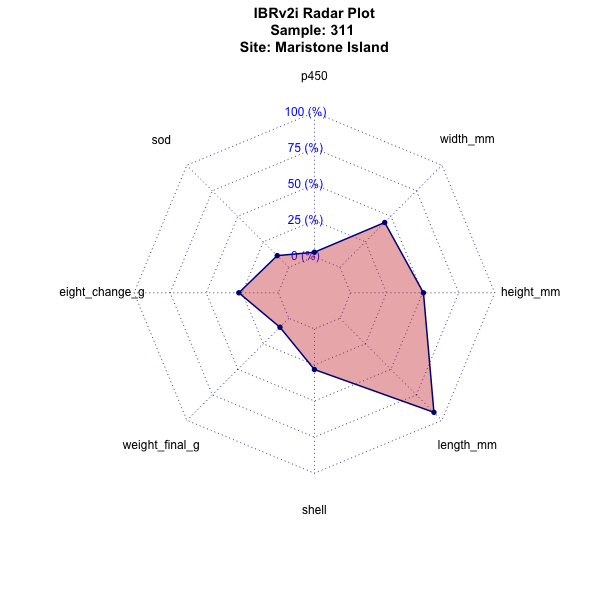 IBRv2i Radar Plot
Sample: 311
Site: Maristone Island
p450
100 (%)
sod
width_mm
75 (%)
50 (%)
25 (%)
0 (%)
eight_change_g
height_mm
weight_final_g
length_mm
shell